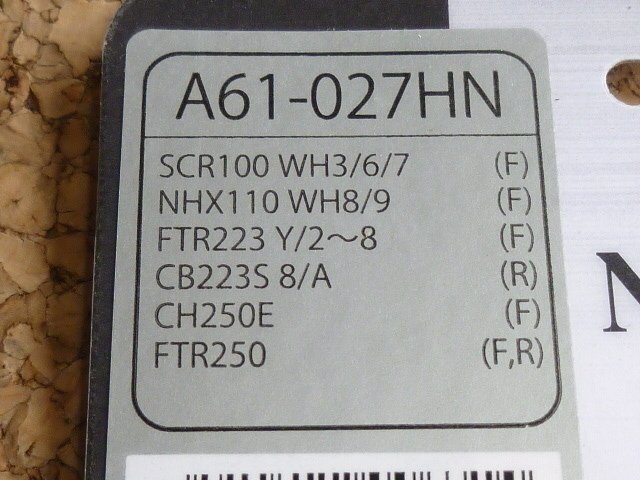 A61-027HN
SCR100 WH3/6/7 (F)
NHX110 WH8/9 (F)
FTR223 Y/2～8 (F)
CB223S 8/A (R)
CH250E (F)
FTR250 (F,R)
N